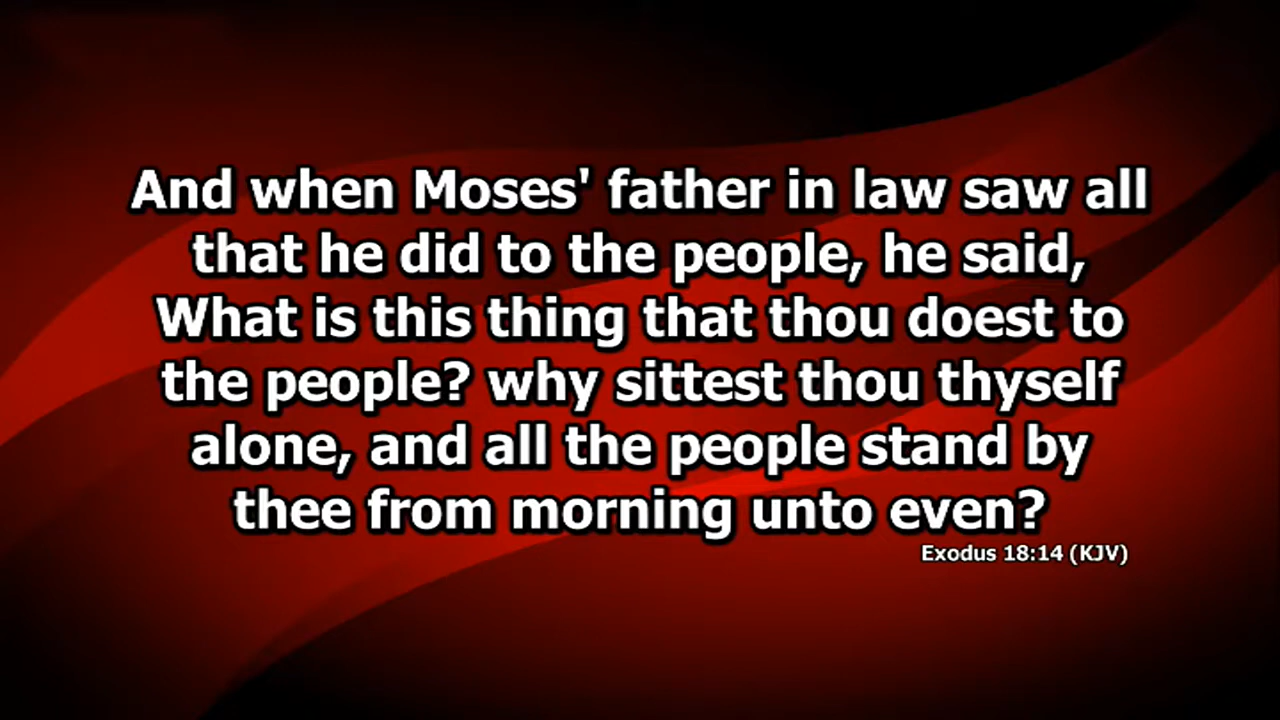 And when Moses' father in law saw all
that he did to the people, he said,
What is this thing that thou doest to
the people? why sittest thou thyself
alone, and all the people stand by
thee from morning unto even?
Exodus 18:14 (KJV)